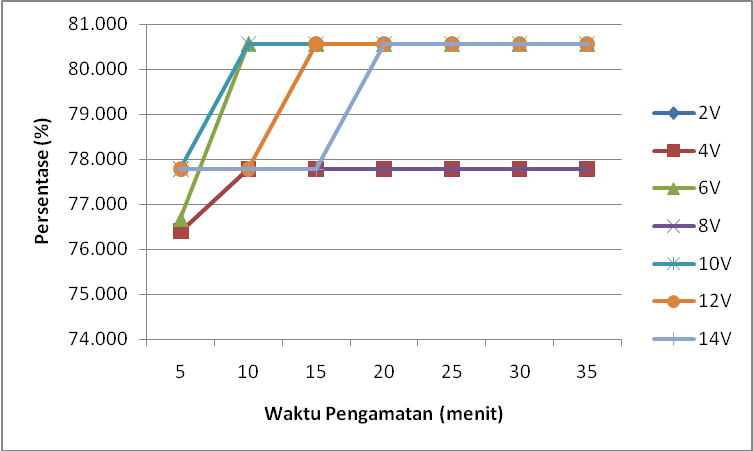 81.000
80.000
79.000
78.000
77.000
76.000
75.000
74.000
Persentase (%)
5 10 15 20 25 30 35
Waktu Pengamatan (menit)
2V
4V
6V
8V
10V
12V
14V